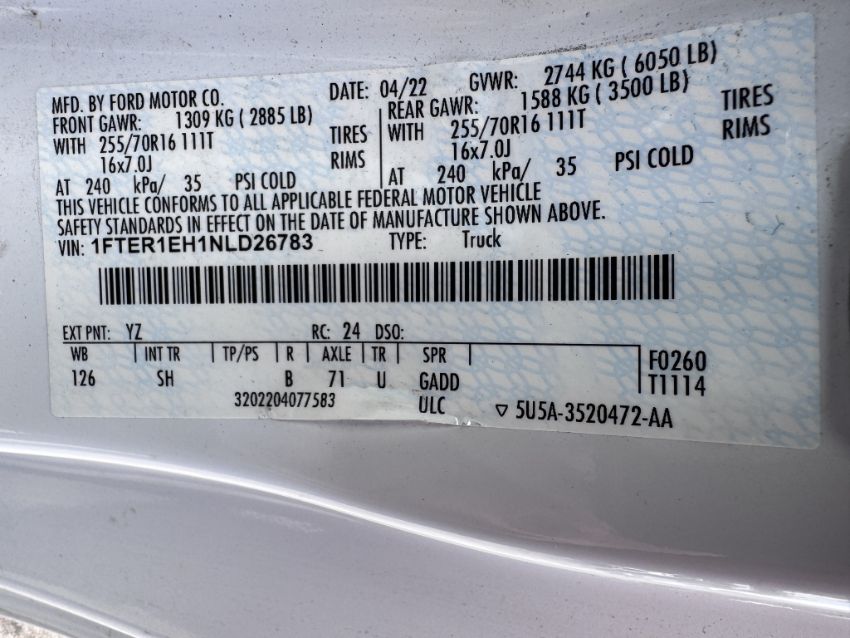 MFD. BY FORD MOTOR CO. DATE: 04/22 GVWR: 2744 KG ( 6050 LB)
FRONT GAWR: 1309 KG ( 2885 LB) REAR GAWR: 1588 KG ( 3500 LB)
WITH 255/70R16 111T TIRES WITH 255/70R16 111T TIRES
16x7.0J RIMS 16x7.0J RIMS
AT 240 kPa/ 35 PSI COLD AT 240 kPa/ 35 PSI COLD
THIS VEHICLE CONFORMS TO ALL APPLICABLE FEDERAL MOTOR VEHICLE
SAFETY STANDARDS IN EFFECT ON THE DATE OF MANUFACTURE SHOWN ABOVE.
VIN: 1FTER1EH1NLD26783 TYPE: Truck
EXT PNT: YZ RC: 24 DSO:
WB INT TR TP/PS R AXLE TR SPR F0260
126 SH B 71 U GADD T1114
3202204077583 ULC ▽ 5U5A-3520472-AA